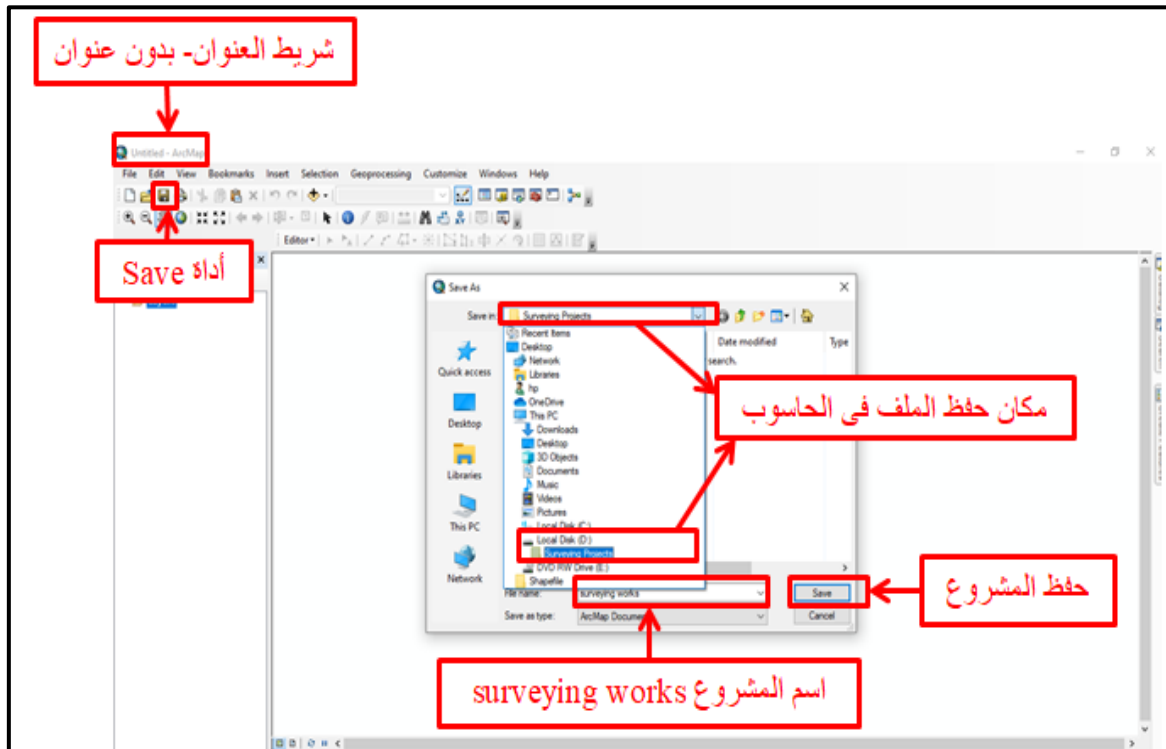 شريط العنوان- بدون عنوان
Untitled - ArcMap
File Edit View Bookmarks Insert Selection Geoprocessing Customize Windows Help
Editor
أداة Save
Save As
Save in: Surveying Projects
Recent Items
Desktop
Network
Libraries
hp
OneDrive
This PC
Downloads
Desktop
3D Objects
Documents
Music
Videos
Pictures
Local Disk (C:)
Local Disk (D:)
Surveying Projects
DVD RW Drive (E:)
Shapefile
Date modified Type
search.
Quick access
Desktop
Libraries
This PC
Network
مكان حفظ الملف فى الحاسوب
File name: surveying works
Save
Save as type: ArcMap Document
Cancel
حفظ المشروع
اسم المشروع surveying works